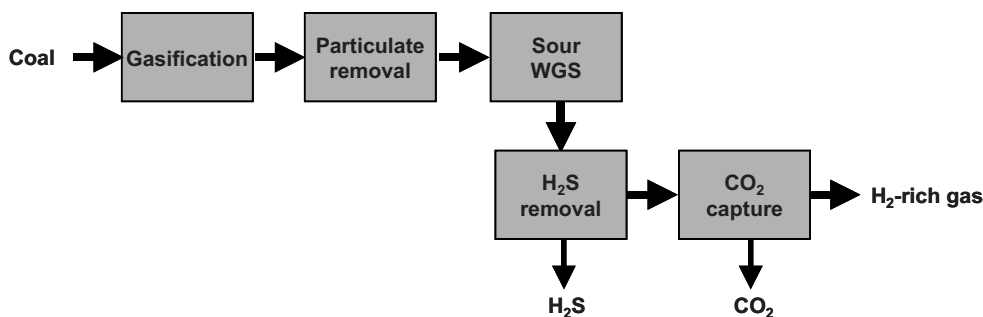 Coal
Gasification
Particulate
removal
Sour
WGS
H₂S
removal
CO₂
capture
H₂-rich gas
H₂S
CO₂